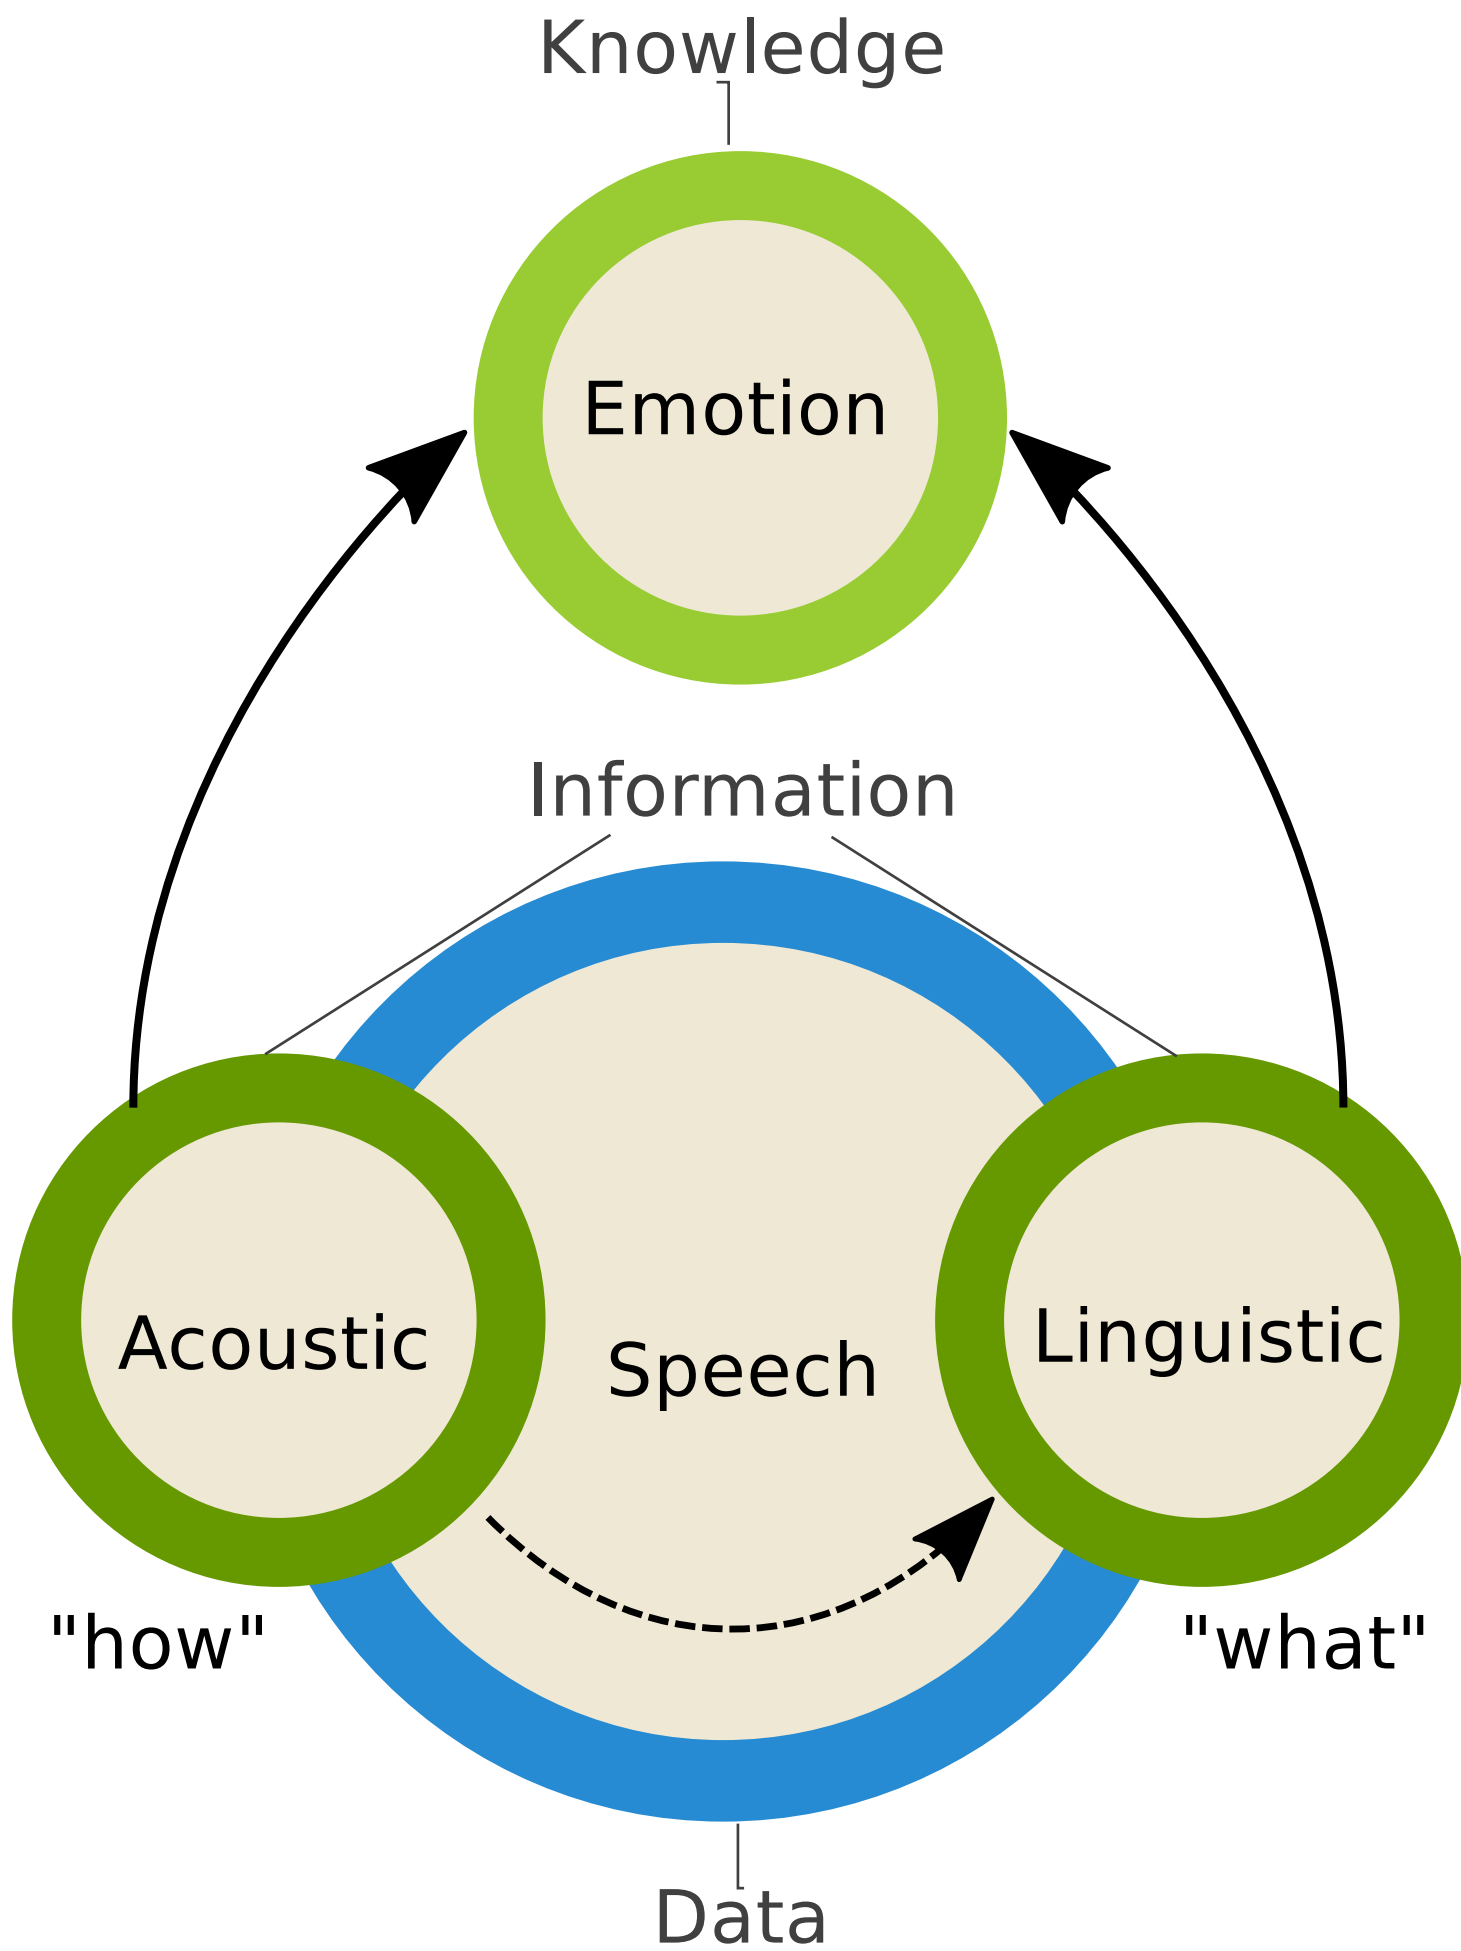 Knowledge
Emotion
Information
Acoustic
Speech
Linguistic
"how"
"what"
Data